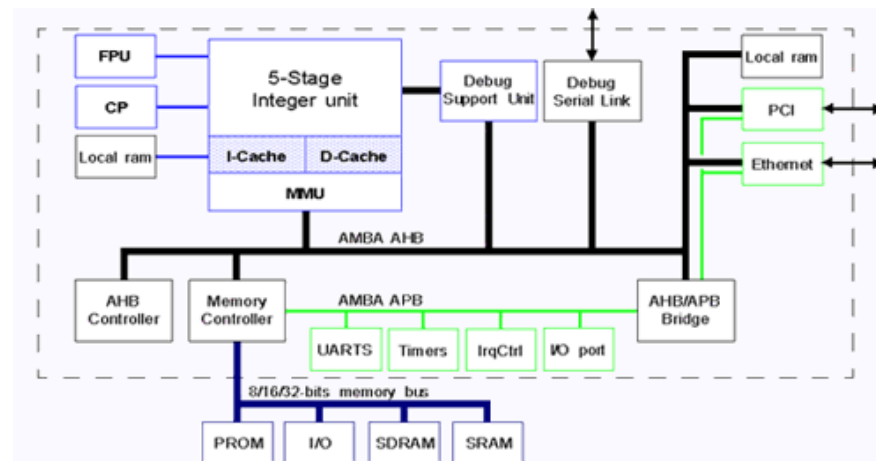 FPU
5-Stage
Integer unit
Debug
Support Unit
Debug
Serial Link
Local ram
CP
PCI
Local ram
I-Cache
D-Cache
Ethernet
MMU
AMBA AHB
AHB
Controller
Memory
Controller
AMBA APB
AHB/APB
Bridge
UARTS
Timers
IrqCtrl
I/O port
8/16/32-bits memory bus
PROM
I/O
SDRAM
SRAM